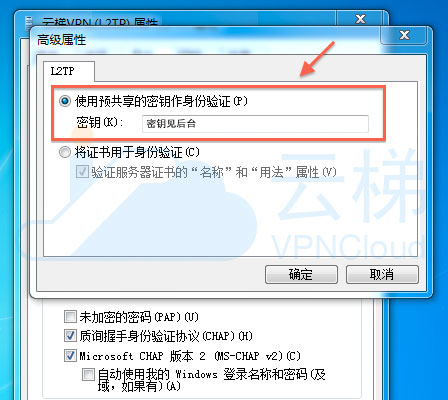 云梯VPN (L2TP) 属性
高级属性
L2TP
使用预共享的密钥作身份验证(P)
密钥(K):
密钥见后台
将证书用于身份验证(C)
验证服务器证书的“名称”和“用法”属性(V)
云梯
VPNCloud
确定
取消
未加密的密码(PAP)(U)
质询握手身份验证协议(CHAP)(H)
Microsoft CHAP 版本 2 (MS-CHAP v2)(C)
自动使用我的 Windows 登录名称和密码(及
域，如果有)(A)